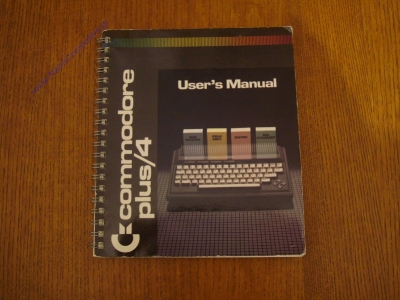 commodore
plus/4
User's Manual